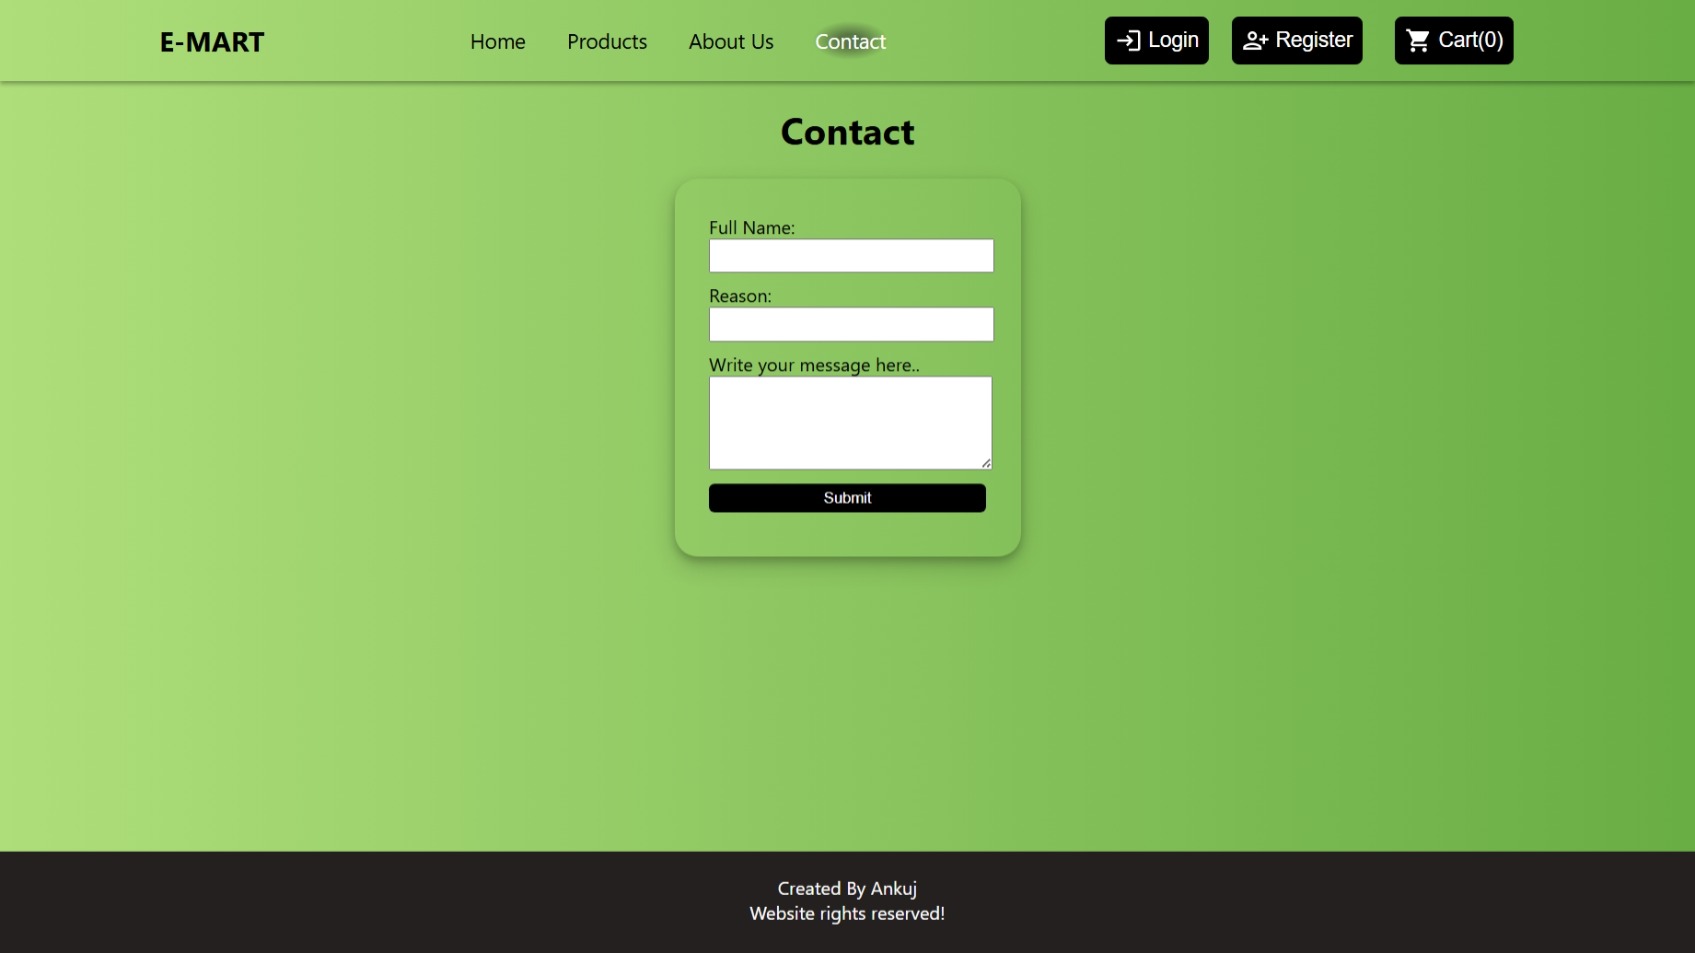 E-MART
Home Products About Us Contact
Login Register Cart(0)
Contact
Full Name:
Reason:
Write your message here..
Submit
Created By Ankuj
Website rights reserved!